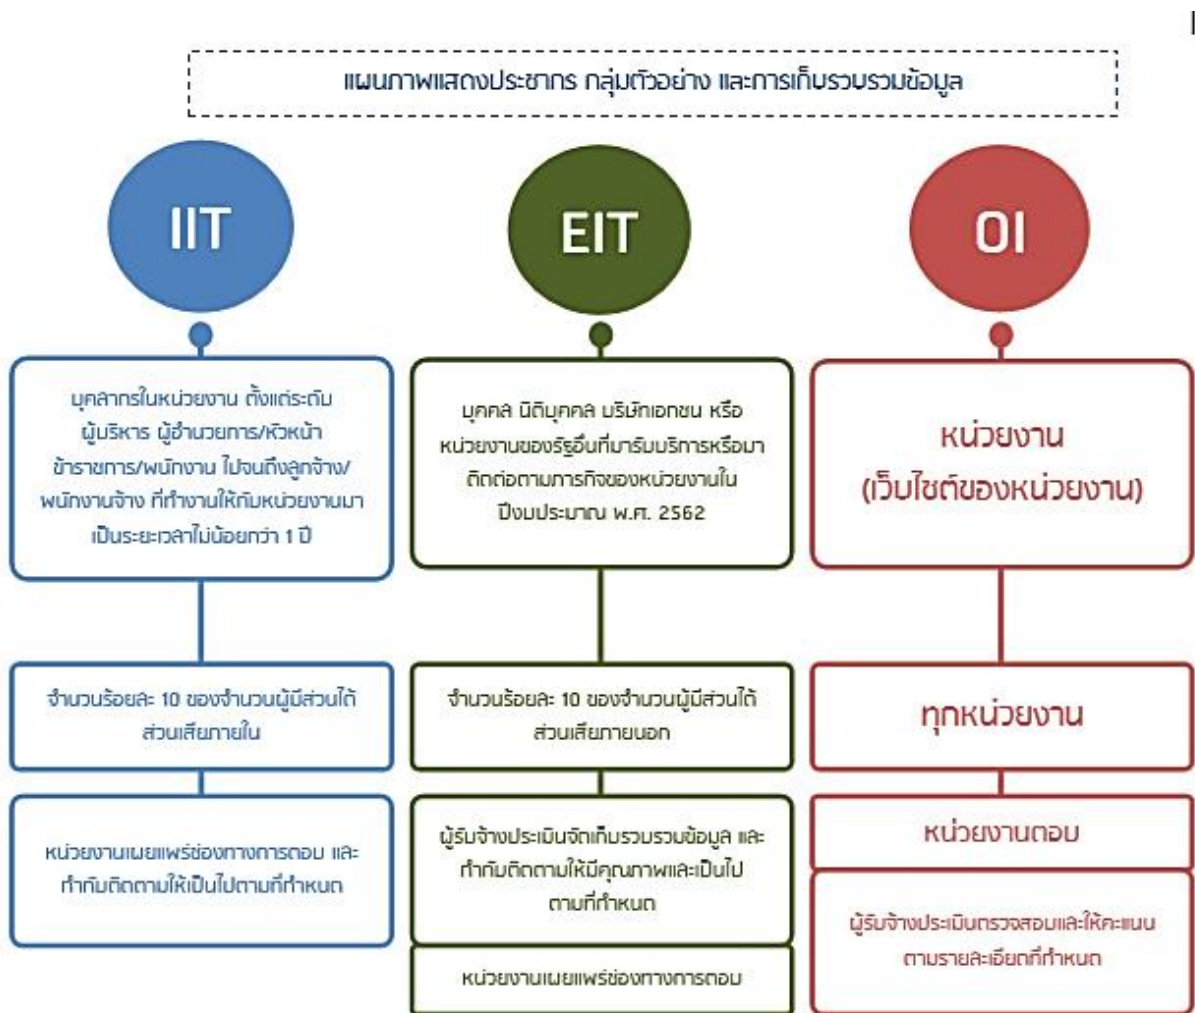 แผนภาพแสดงประชากร กลุ่มตัวอย่าง และการเก็บรวบรวมข้อมูล
IIT
บุคลากรในหน่วยงาน ตั้งแต่ระดับ
ผู้บริหาร ผู้อำนวยการ/หัวหน้า
ข้าราชการ/พนักงาน ไปจนถึงลูกจ้าง/
พนักงานจ้าง ที่ทำงานให้กับหน่วยงานมา
เป็นระยะเวลาไม่น้อยกว่า 1 ปี
จำนวนร้อยละ 10 ของจำนวนผู้มีส่วนได้
ส่วนเสียภายใน
หน่วยงานเผยแพร่ช่องทางการตอบ และ
กำกับติดตามให้เป็นไปตามที่กำหนด
EIT
บุคคล นิติบุคคล บริษัทเอกชน หรือ
หน่วยงานของรัฐอื่นที่มารับบริการหรือมา
ติดต่อตามภารกิจของหน่วยงานใน
ปีงบประมาณ พ.ศ. 2562
จำนวนร้อยละ 10 ของจำนวนผู้มีส่วนได้
ส่วนเสียภายนอก
ผู้รับจ้างประเมินจัดเก็บรวบรวมข้อมูล และ
กำกับติดตามให้มีคุณภาพและเป็นไป
ตามที่กำหนด
หน่วยงานเผยแพร่ช่องทางการตอบ
OI
หน่วยงาน
(เว็บไซต์ของหน่วยงาน)
ทุกหน่วยงาน
หน่วยงานตอบ
ผู้รับจ้างประเมินตรวจสอบและให้คะแนน
ตามรายละเอียดที่กำหนด